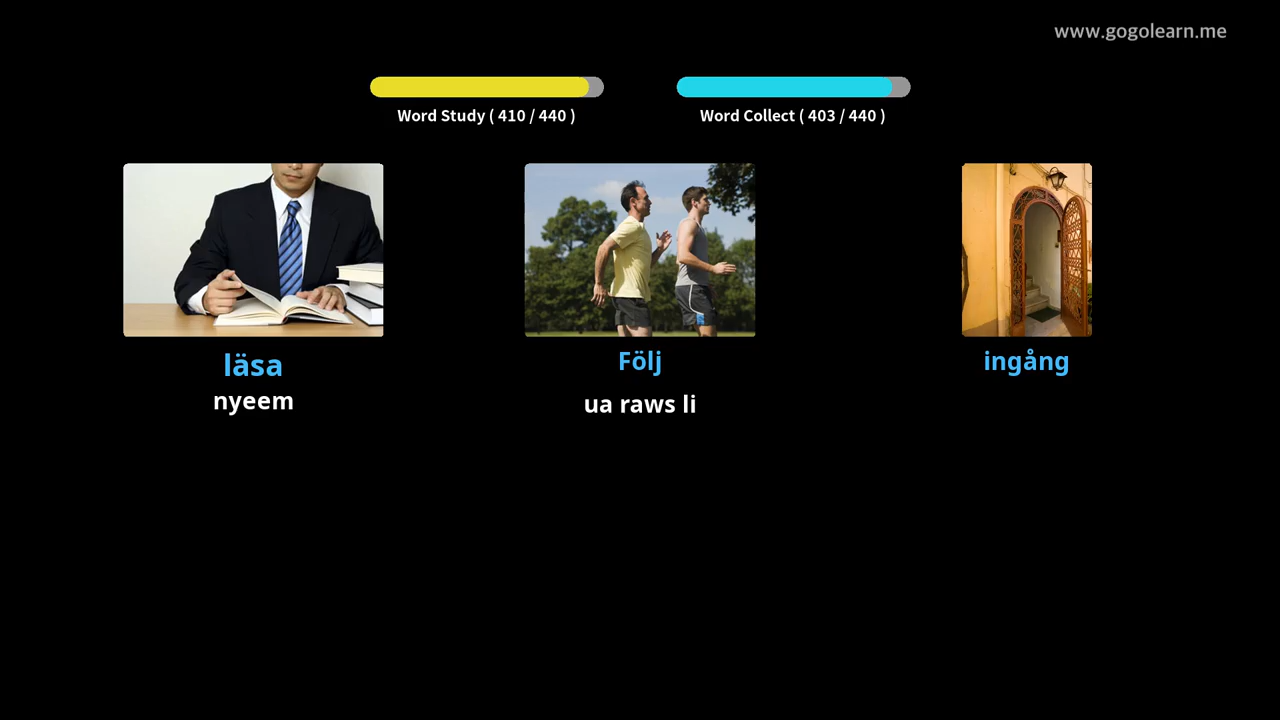 www.gogolearn.me
Word Study ( 410 / 440 )
Word Collect ( 403 / 440 )
läsa
nyeem
Följ
ua raws li
ingång